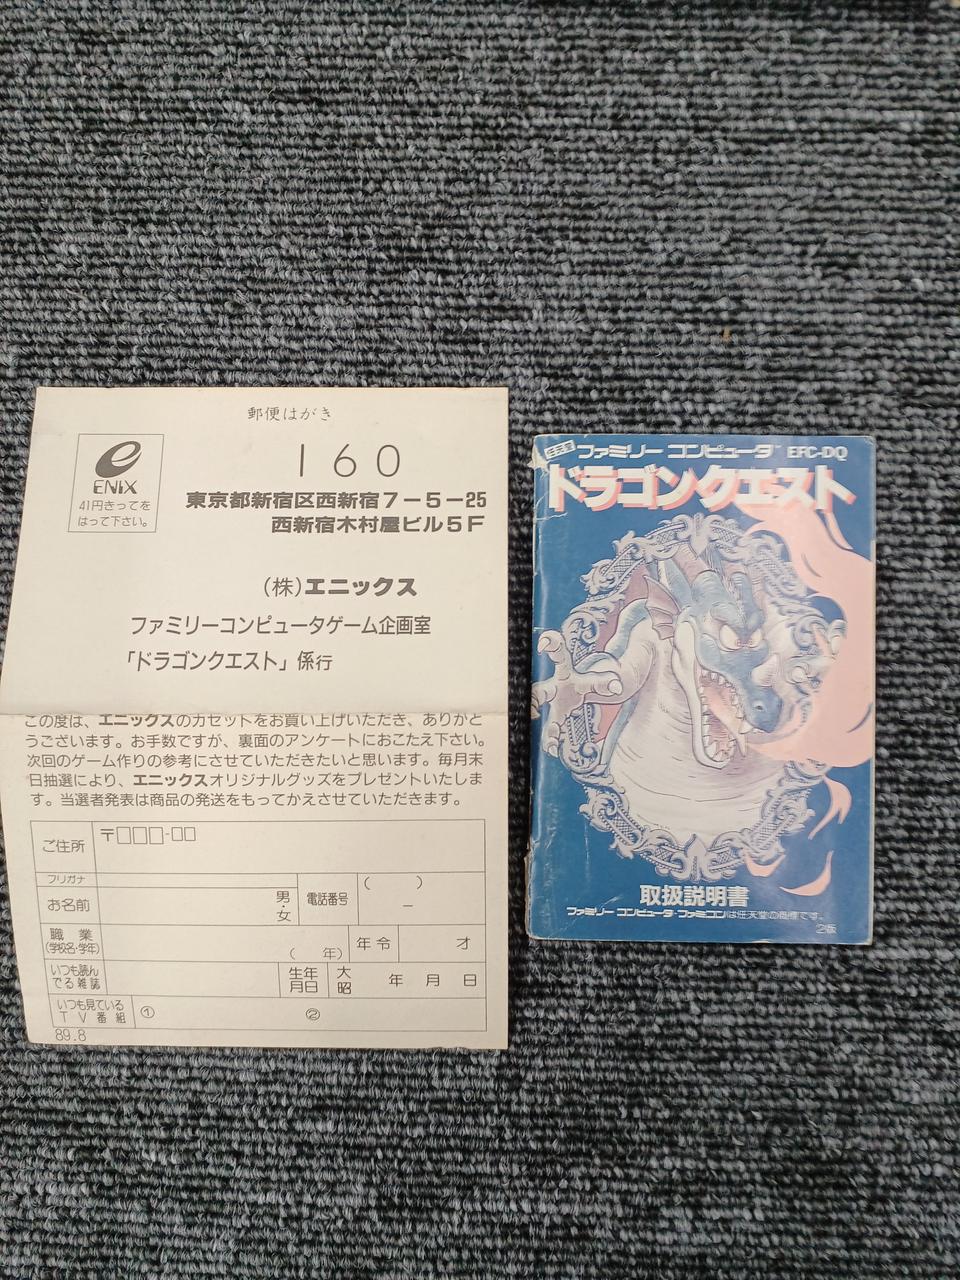 郵便はがき
ENIX
41円きってを
はって下さい。
160
東京都新宿区西新宿7-5-25
西新宿木村屋ビル5F
(株)エニックス
ファミリーコンピュータゲーム企画室
「ドラゴンクエスト」係行
この度は、エニックスのカセットをお買い上げいただき、ありがと
うございます。お手数ですが、裏面のアンケートにおこたえ下さい。
次回のゲーム作りの参考にさせていただきたいと思います。毎月末
日抽選により、エニックスオリジナルグッズをプレゼントいたしま
す。当選者発表は商品の発送をもってかえさせていただきます。
ご住所 〒□□□-□□
フリガナ
お名前 男・女 電話番号 ( ) −
職業
(学校名・学年) ( 年) 年令 才
いつも読ん
でる雑誌 生年月日 大昭 年 月 日
いつも見ている
TV番組 ① ②
89.8
任天堂 ファミリー コンピュータ™ EFC-DQ
ドラゴンクエスト
取扱説明書
ファミリー コンピュータ・ファミコンは任天堂の商標です。
2版